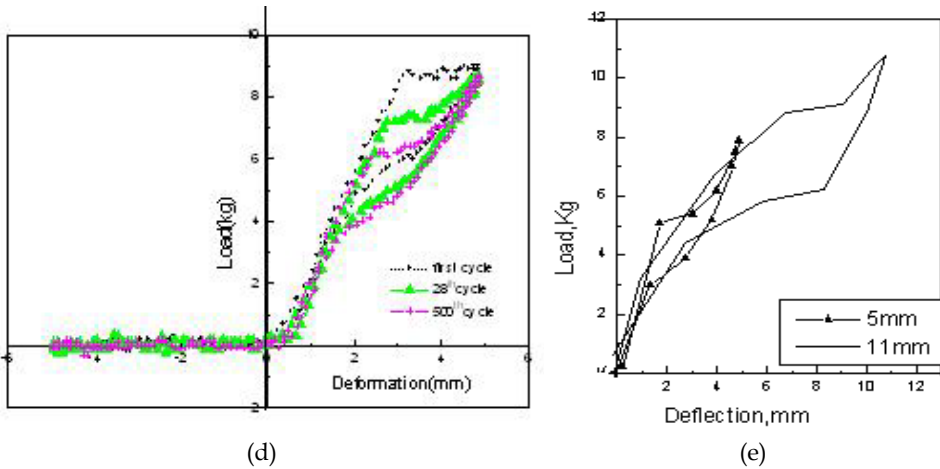 10
8
6
4
2
-6
-4
-2
0
2
4
6
-2
Load(kg)
Deformation(mm)
first cycle
28th cycle
500th cycle
(d)
12
10
8
6
4
2
0
2
4
6
8
10
12
Load,Kg
Deflection,mm
5mm
11mm
(e)